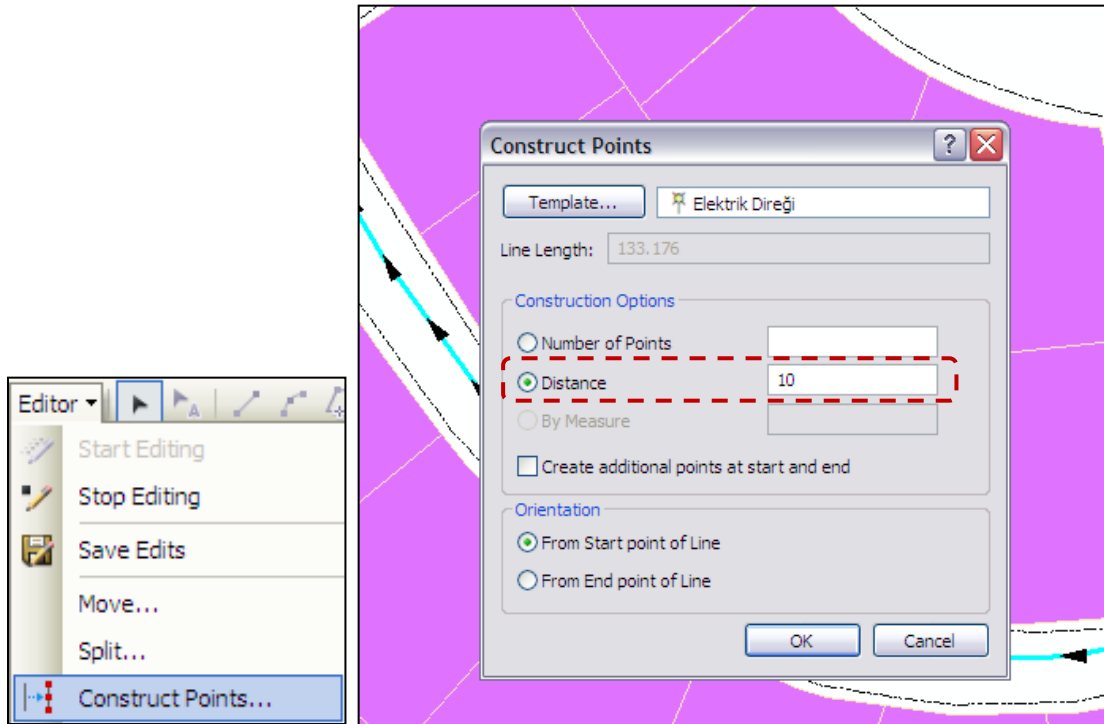 Editor
Start Editing
Stop Editing
Save Edits
Move...
Split...
Construct Points...
Construct Points
Template... Elektrik Direği
Line Length: 133.176
Construction Options
Number of Points
Distance 10
By Measure
Create additional points at start and end
Orientation
From Start point of Line
From End point of Line
OK Cancel